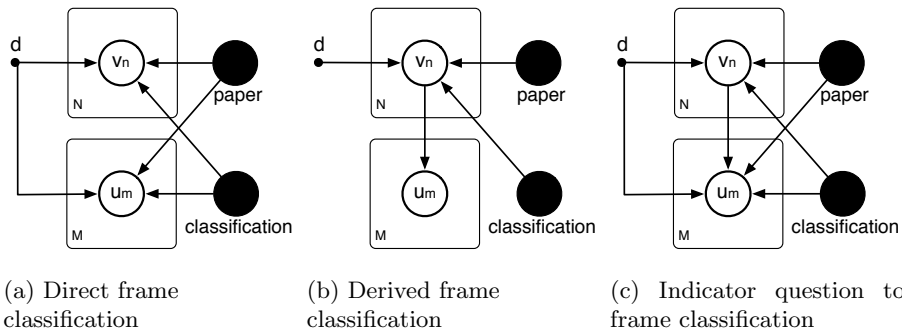 d
vn
N
paper
um
M
classification
d
vn
N
paper
um
M
classification
d
vn
N
paper
um
M
classification
(a) Direct frame
classification
(b) Derived frame
classification
(c) Indicator question to
frame classification